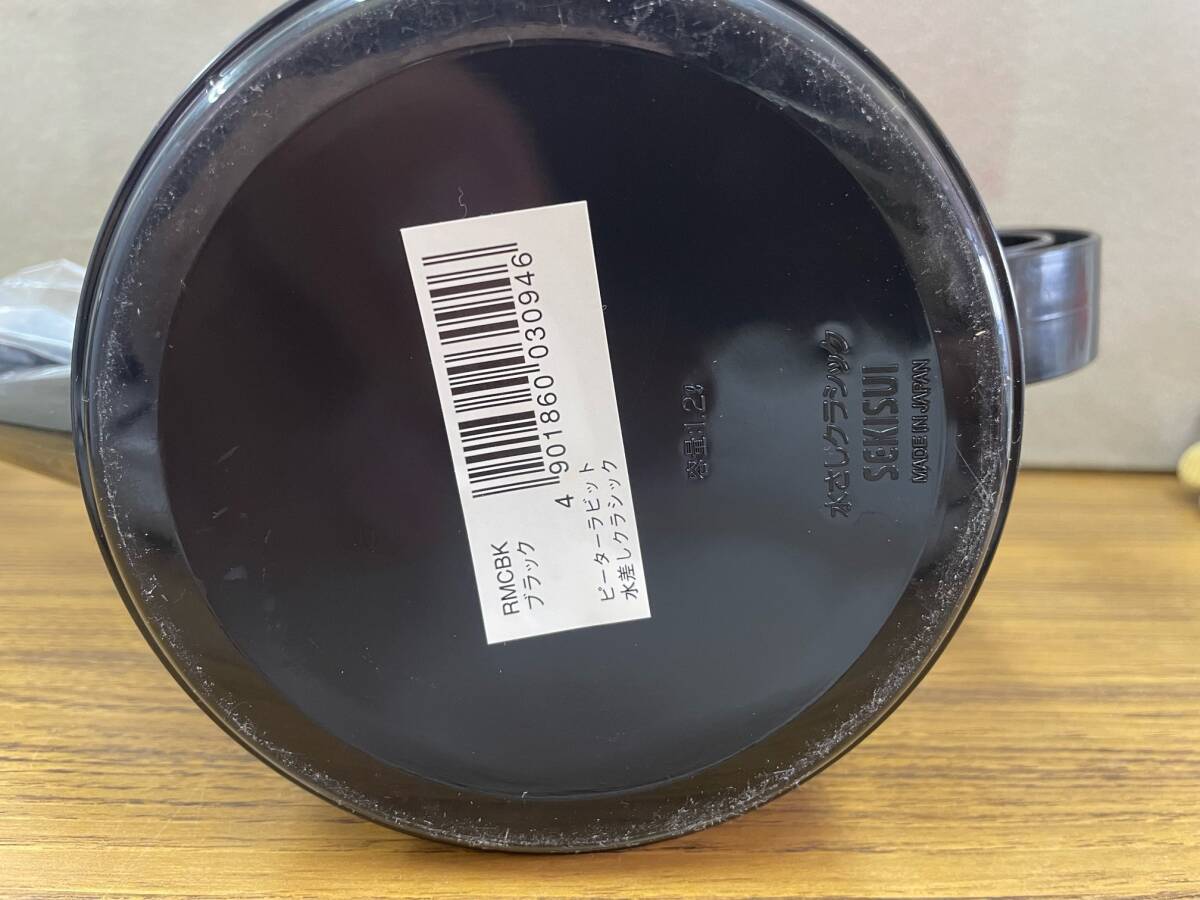 4 901860 030946
RMCBK
ブラック
ピーターラビット
水差しクラシック
容量:1.2ℓ
水さしクラシック
SEKISUI
MADE IN JAPAN